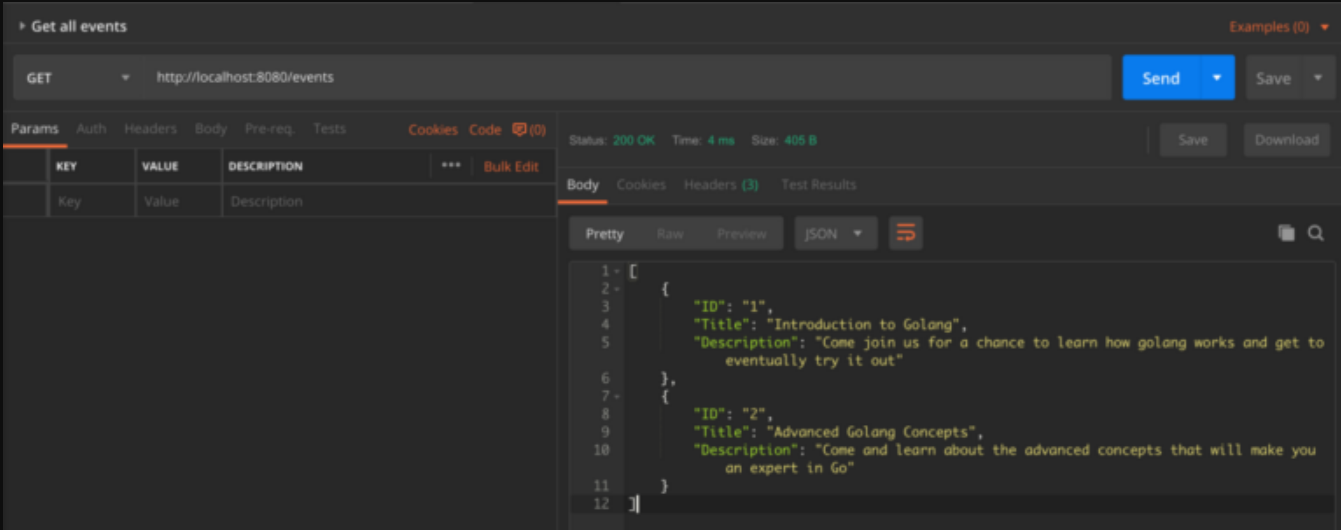 Get all events
Examples (0)
GET
http://localhost:8080/events
Send
Save
Params Auth Headers Body Pre-req. Tests Cookies Code (0)
KEY VALUE DESCRIPTION ••• Bulk Edit
Key Value Description
Status: 200 OK Time: 4 ms Size: 405 B Save Download
Body Cookies Headers (3) Test Results
Pretty Raw Preview JSON
1 [
2 {
3 "ID": "1",
4 "Title": "Introduction to Golang",
5 "Description": "Come join us for a chance to learn how golang works and get to
eventually try it out"
6 },
7 {
8 "ID": "2",
9 "Title": "Advanced Golang Concepts",
10 "Description": "Come and learn about the advanced concepts that will make you
an expert in Go"
11 }
12 ]